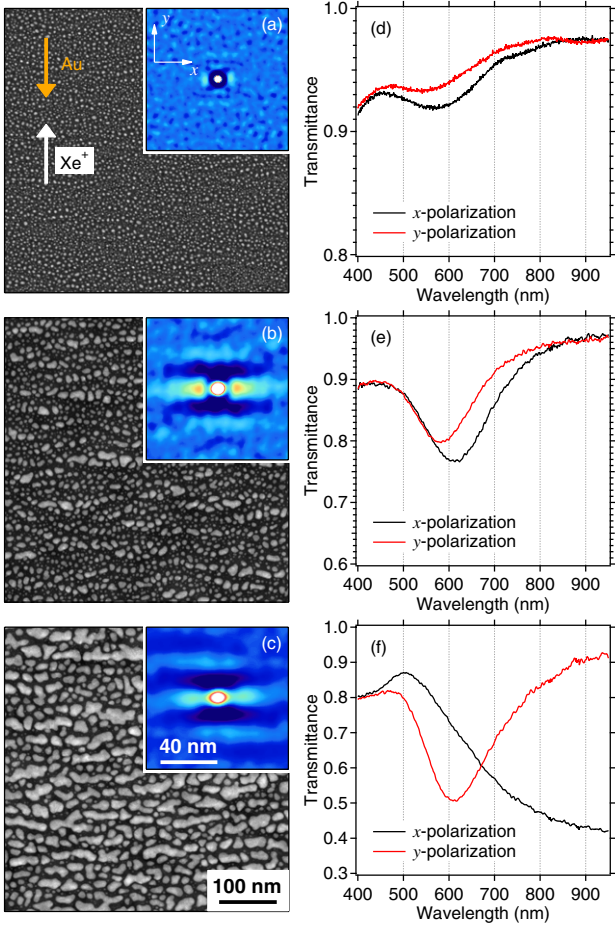 (a)
y
x
Au
Xe+
(d)
Transmittance
1.0
0.9
0.8
x-polarization
y-polarization
400 500 600 700 800 900
Wavelength (nm)
(b)
(e)
Transmittance
1.0
0.9
0.8
0.7
0.6
x-polarization
y-polarization
400 500 600 700 800 900
Wavelength (nm)
(c)
40 nm
100 nm
(f)
Transmittance
1.0
0.9
0.8
0.7
0.6
0.5
0.4
0.3
x-polarization
y-polarization
400 500 600 700 800 900
Wavelength (nm)